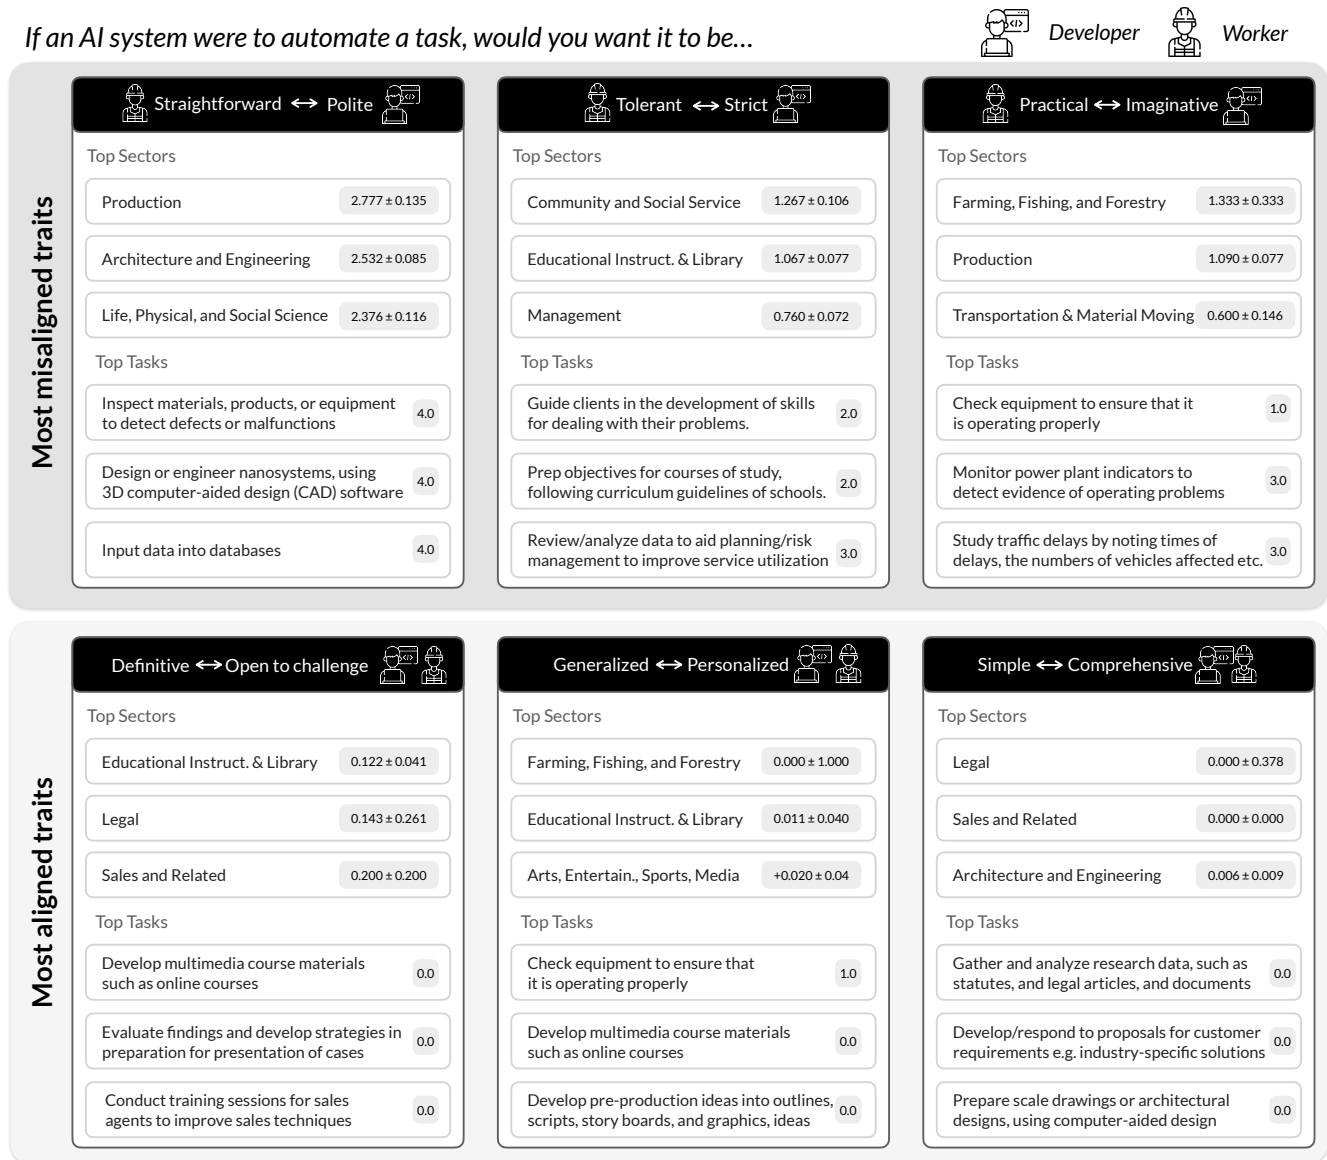 If an AI system were to automate a task, would you want it to be...
Developer
Worker
Most misaligned traits
Straightforward ↔ Polite
Top Sectors
Production
2.777 ± 0.135
Architecture and Engineering
2.532 ± 0.085
Life, Physical, and Social Science
2.376 ± 0.116
Top Tasks
Inspect materials, products, or equipment
to detect defects or malfunctions
4.0
Design or engineer nanosystems, using
3D computer-aided design (CAD) software
4.0
Input data into databases
4.0
Tolerant ↔ Strict
Top Sectors
Community and Social Service
1.267 ± 0.106
Educational Instruct. & Library
1.067 ± 0.077
Management
0.760 ± 0.072
Top Tasks
Guide clients in the development of skills
for dealing with their problems.
2.0
Prep objectives for courses of study,
following curriculum guidelines of schools.
2.0
Review/analyze data to aid planning/risk
management to improve service utilization
3.0
Practical ↔ Imaginative
Top Sectors
Farming, Fishing, and Forestry
1.333 ± 0.333
Production
1.090 ± 0.077
Transportation & Material Moving
0.600 ± 0.146
Top Tasks
Check equipment to ensure that it
is operating properly
1.0
Monitor power plant indicators to
detect evidence of operating problems
3.0
Study traffic delays by noting times of
delays, the numbers of vehicles affected etc.
3.0
Most aligned traits
Definitive ↔ Open to challenge
Top Sectors
Educational Instruct. & Library
0.122 ± 0.041
Legal
0.143 ± 0.261
Sales and Related
0.200 ± 0.200
Top Tasks
Develop multimedia course materials
such as online courses
0.0
Evaluate findings and develop strategies in
preparation for presentation of cases
0.0
Conduct training sessions for sales
agents to improve sales techniques
0.0
Generalized ↔ Personalized
Top Sectors
Farming, Fishing, and Forestry
0.000 ± 1.000
Educational Instruct. & Library
0.011 ± 0.040
Arts, Entertain., Sports, Media
+0.020 ± 0.04
Top Tasks
Check equipment to ensure that
it is operating properly
1.0
Develop multimedia course materials
such as online courses
0.0
Develop pre-production ideas into outlines,
scripts, story boards, and graphics, ideas
0.0
Simple ↔ Comprehensive
Top Sectors
Legal
0.000 ± 0.378
Sales and Related
0.000 ± 0.000
Architecture and Engineering
0.006 ± 0.009
Top Tasks
Gather and analyze research data, such as
statutes, and legal articles, and documents
0.0
Develop/respond to proposals for customer
requirements e.g. industry-specific solutions
0.0
Prepare scale drawings or architectural
designs, using computer-aided design
0.0